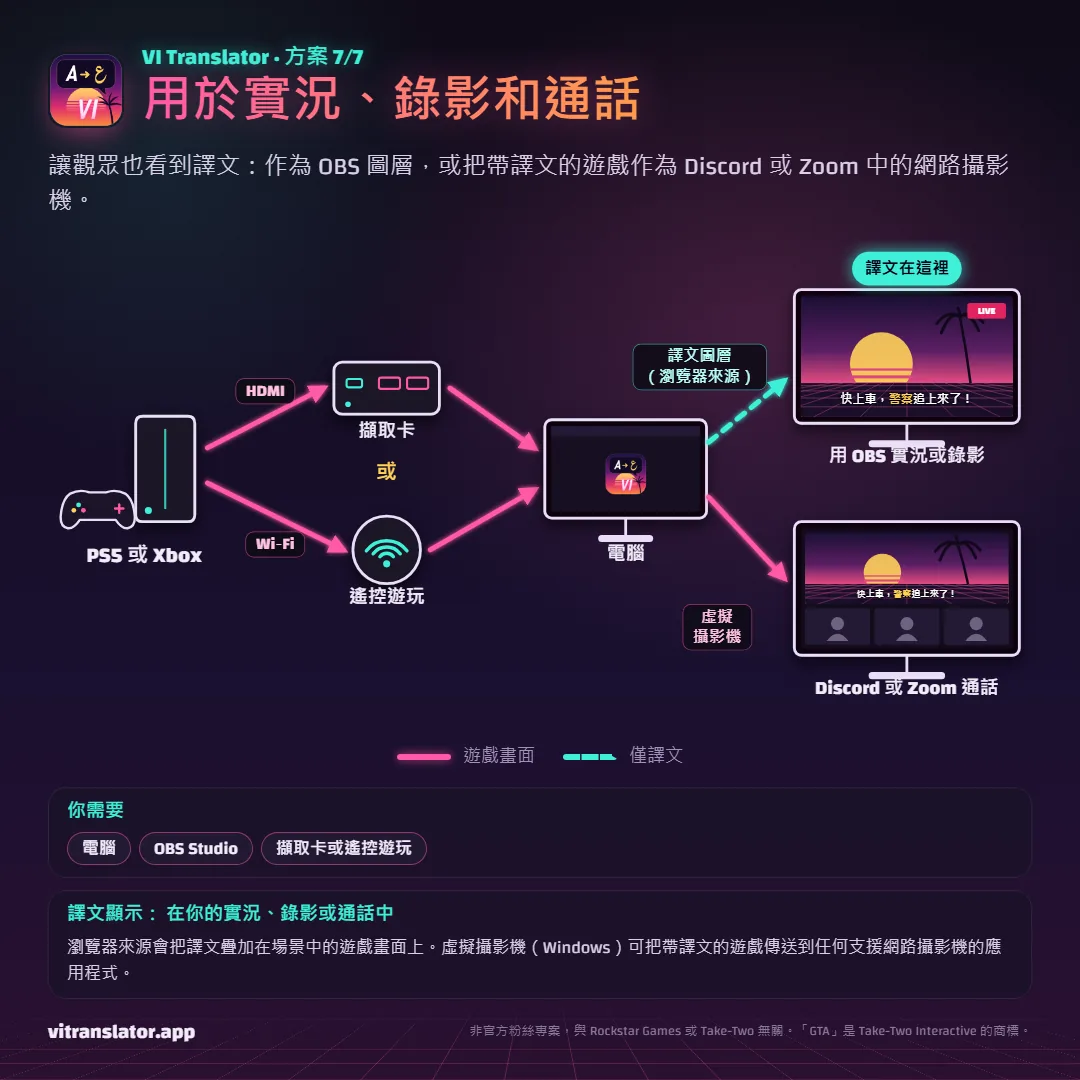 A→ع
VI
VI Translator · 方案 7/7
用於實況、錄影和通話
讓觀眾也看到譯文：作為 OBS 圖層，或把帶譯文的遊戲作為 Discord 或 Zoom 中的網路攝影
機。
譯文在這裡
LIVE
快上車，警察追上來了！
用 OBS 實況或錄影
譯文圖層
（瀏覽器來源）
HDMI
擷取卡
或
Wi-Fi
遙控遊玩
PS5 或 Xbox
A→ع
VI
電腦
虛擬
攝影機
快上車，警察追上來了！
Discord 或 Zoom 通話
遊戲畫面
僅譯文
你需要
電腦
OBS Studio
擷取卡或遙控遊玩
譯文顯示： 在你的實況、錄影或通話中
瀏覽器來源會把譯文疊加在場景中的遊戲畫面上。虛擬攝影機（Windows）可把帶譯文的遊戲傳送到任何支援網路攝影機的應
用程式。
vitranslator.app
非官方粉絲專案，與 Rockstar Games 或 Take-Two 無關。「GTA」是 Take-Two Interactive 的商標。